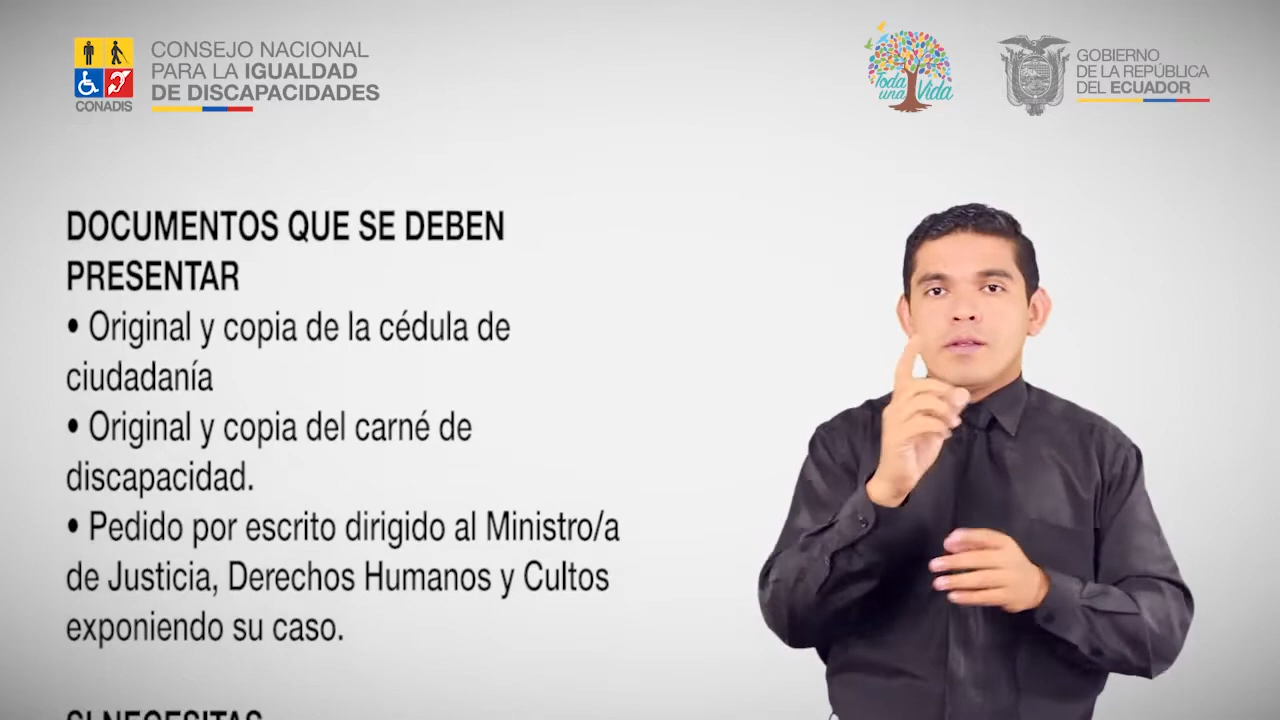 CONSEJO NACIONAL
PARA LA IGUALDAD
DE DISCAPACIDADES
CONADIS
Toda
una Vida
GOBIERNO
DE LA REPÚBLICA
DEL ECUADOR
DOCUMENTOS QUE SE DEBEN
PRESENTAR
• Original y copia de la cédula de
ciudadanía
• Original y copia del carné de
discapacidad.
• Pedido por escrito dirigido al Ministro/a
de Justicia, Derechos Humanos y Cultos
exponiendo su caso.
SI NECESITAS